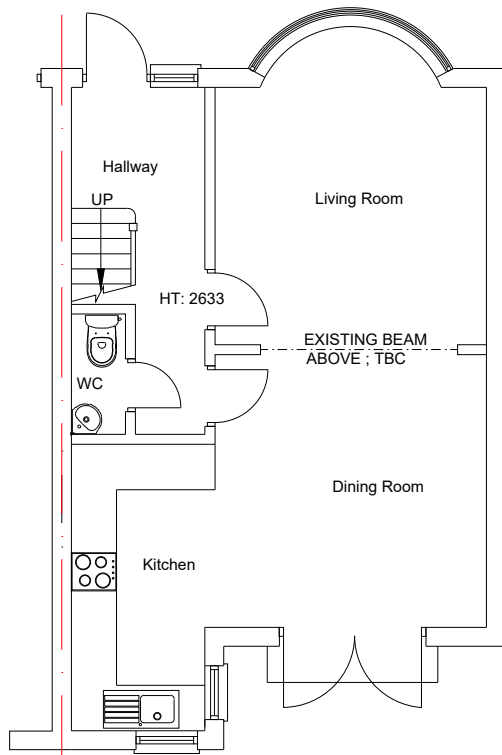 Hallway
UP
Living Room
HT: 2633
EXISTING BEAM
ABOVE ; TBC
WC
Dining Room
Kitchen